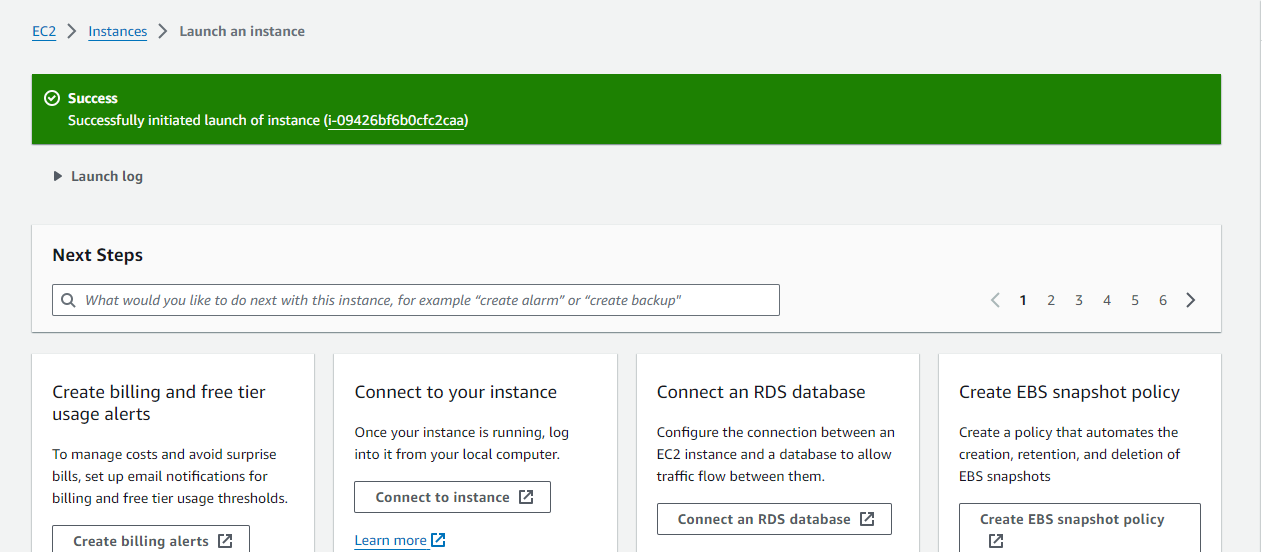 EC2 Instances Launch an instance
Success
Successfully initiated launch of instance (i-09426bf6b0cfc2caa)
Launch log
Next Steps
What would you like to do next with this instance, for example “create alarm” or “create backup"
1 2 3 4 5 6
Create billing and free tier
usage alerts
To manage costs and avoid surprise
bills, set up email notifications for
billing and free tier usage thresholds.
Create billing alerts
Connect to your instance
Once your instance is running, log
into it from your local computer.
Connect to instance
Learn more
Connect an RDS database
Configure the connection between an
EC2 instance and a database to allow
traffic flow between them.
Connect an RDS database
Create EBS snapshot policy
Create a policy that automates the
creation, retention, and deletion of
EBS snapshots
Create EBS snapshot policy